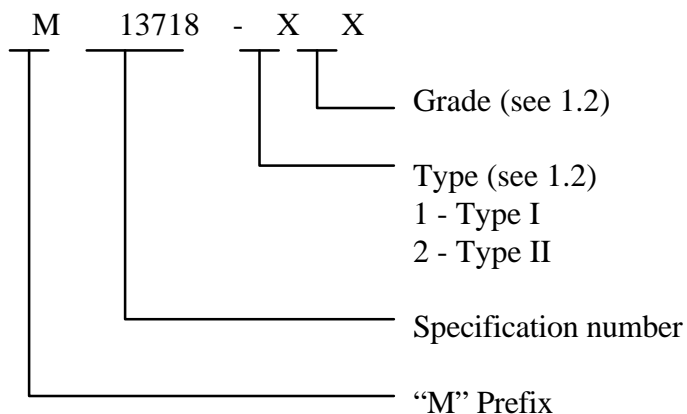 M 13718 - X X
Grade (see 1.2)
Type (see 1.2)
1 - Type I
2 - Type II
Specification number
“M” Prefix